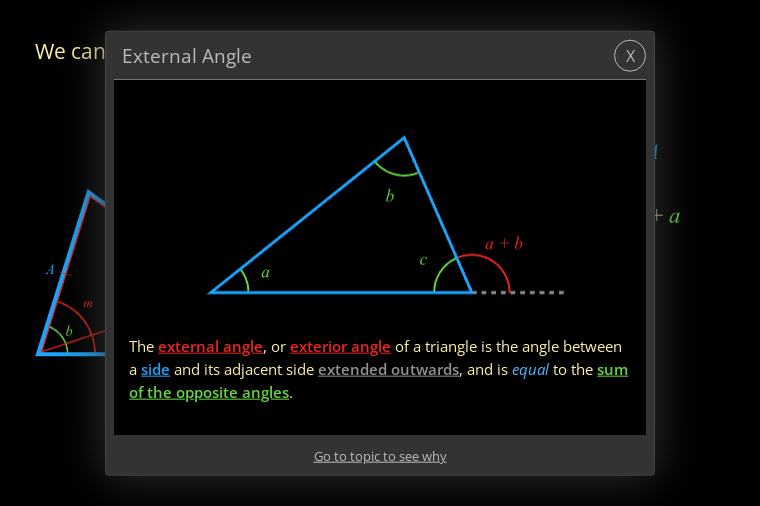 We can
External Angle
X
b
a + b
c
a
The external angle, or exterior angle of a triangle is the angle between
a side and its adjacent side extended outwards, and is equal to the sum
of the opposite angles.
Go to topic to see why
A
m
b
+ a